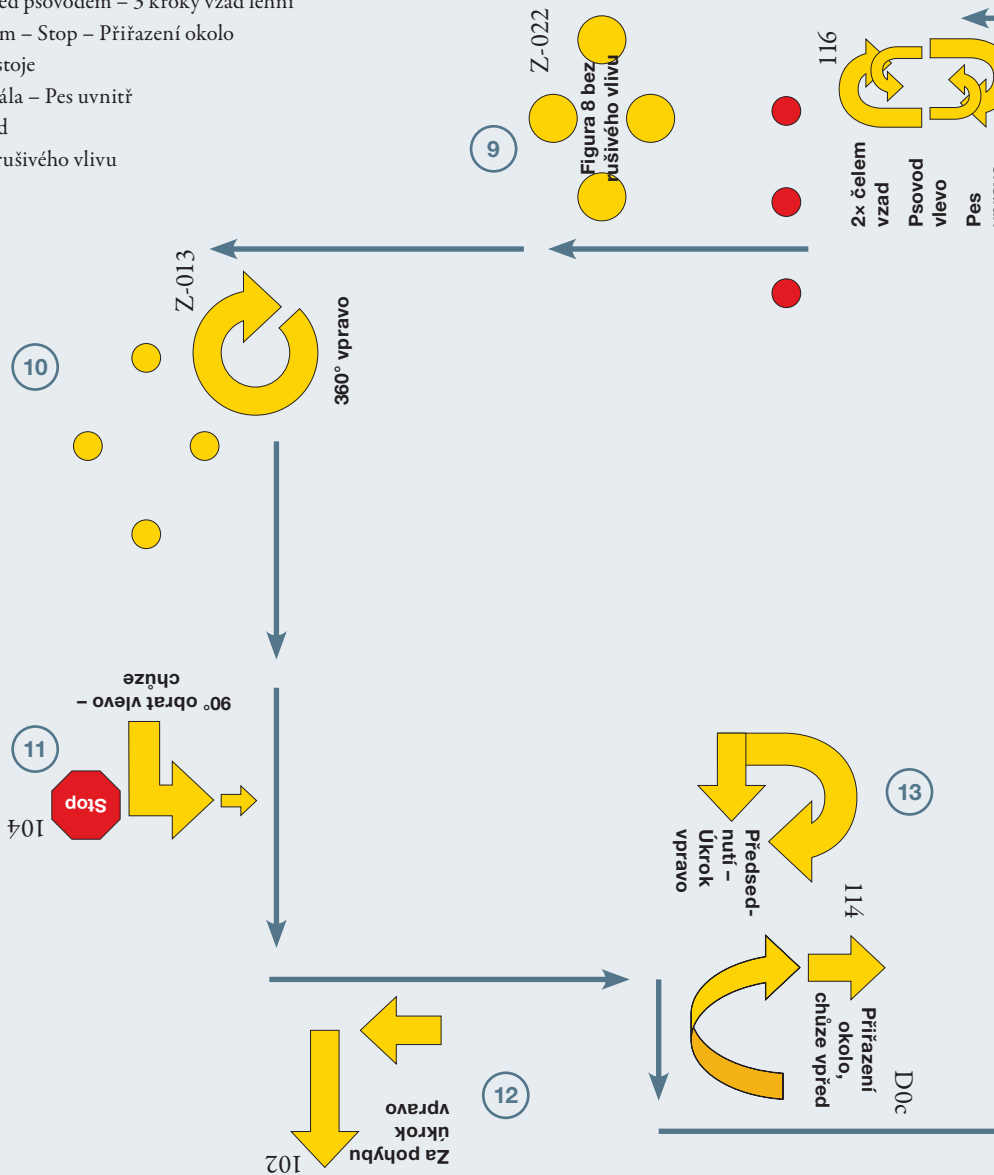 ed psovodem – 3 kroky vzad čelní
m – Stop – Přiřazení okolo
stoje
ála – Pes uvnitř
d
rušivého vlivu
Z-022
Figura 8 bez
rušivého vlivu
9
116
2× čelem
vzad
Psovod
vlevo
Pes
Z-013
360° vpravo
10
90° obrat vlevo –
chůze
11
Stop
104
13
Předsed-
nutí –
Úkrok
vpravo
114
Přiřazení
okolo,
chůze vpřed
D0c
12
Za pohybu
úkrok
vpravo
102